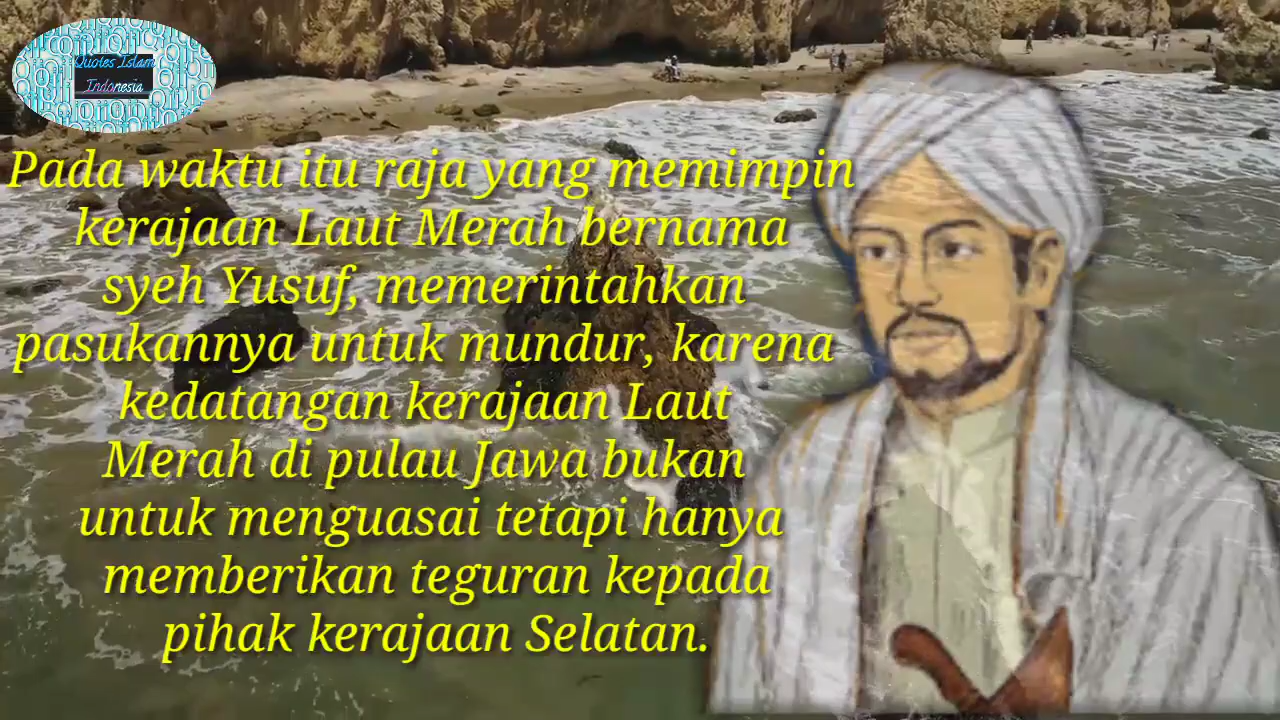 Quotes Islam
Indonesia
Pada waktu itu raja yang memimpin
kerajaan Laut Merah bernama
syeh Yusuf, memerintahkan
pasukannya untuk mundur, karena
kedatangan kerajaan Laut
Merah di pulau Jawa bukan
untuk menguasai tetapi hanya
memberikan teguran kepada
pihak kerajaan Selatan.